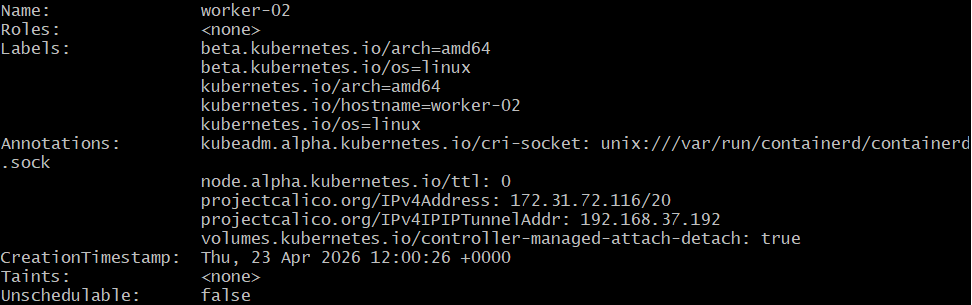 Name:               worker-02
Roles:              <none>
Labels:             beta.kubernetes.io/arch=amd64
                    beta.kubernetes.io/os=linux
                    kubernetes.io/arch=amd64
                    kubernetes.io/hostname=worker-02
                    kubernetes.io/os=linux
Annotations:        kubeadm.alpha.kubernetes.io/cri-socket: unix:///var/run/containerd/containerd
.sock
                    node.alpha.kubernetes.io/ttl: 0
                    projectcalico.org/IPv4Address: 172.31.72.116/20
                    projectcalico.org/IPv4IPIPTunnelAddr: 192.168.37.192
                    volumes.kubernetes.io/controller-managed-attach-detach: true
CreationTimestamp:  Thu, 23 Apr 2026 12:00:26 +0000
Taints:             <none>
Unschedulable:      false